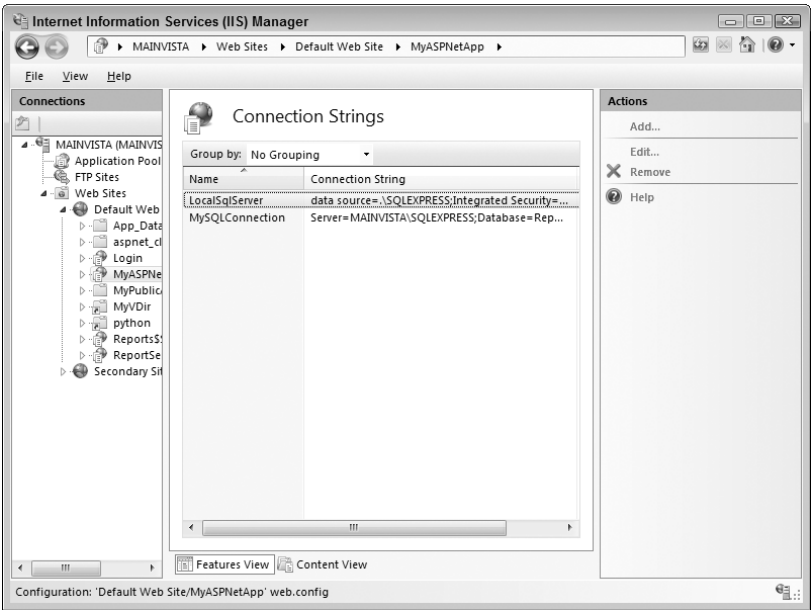 Internet Information Services (IIS) Manager
MAINVISTA Web Sites Default Web Site MyASPNetApp
File View Help
Connections
MAINVISTA (MAINVIS
Application Pool
FTP Sites
Web Sites
Default Web
App_Data
aspnet_cl
Login
MyASPNe
MyPublic
MyVDir
python
Reports$
ReportSe
Secondary Sit
Connection Strings
Group by: No Grouping
Name Connection String
LocalSqlServer data source=.\SQLEXPRESS;Integrated Security=...
MySQLConnection Server=MAINVISTA\SQLEXPRESS;Database=Rep...
Features View Content View
Actions
Add...
Edit...
Remove
Help
Configuration: 'Default Web Site/MyASPNetApp' web.config